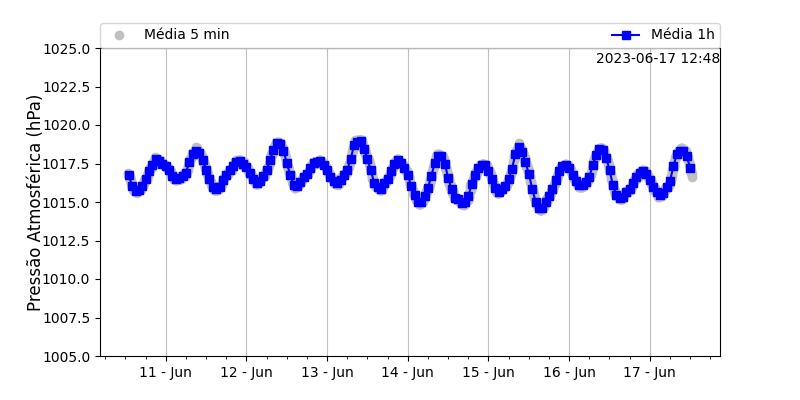 Média 5 min
Média 1h
2023-06-17 12:48
Pressão Atmosférica (hPa)
1025.0
1022.5
1020.0
1017.5
1015.0
1012.5
1010.0
1007.5
1005.0
11 - Jun
12 - Jun
13 - Jun
14 - Jun
15 - Jun
16 - Jun
17 - Jun